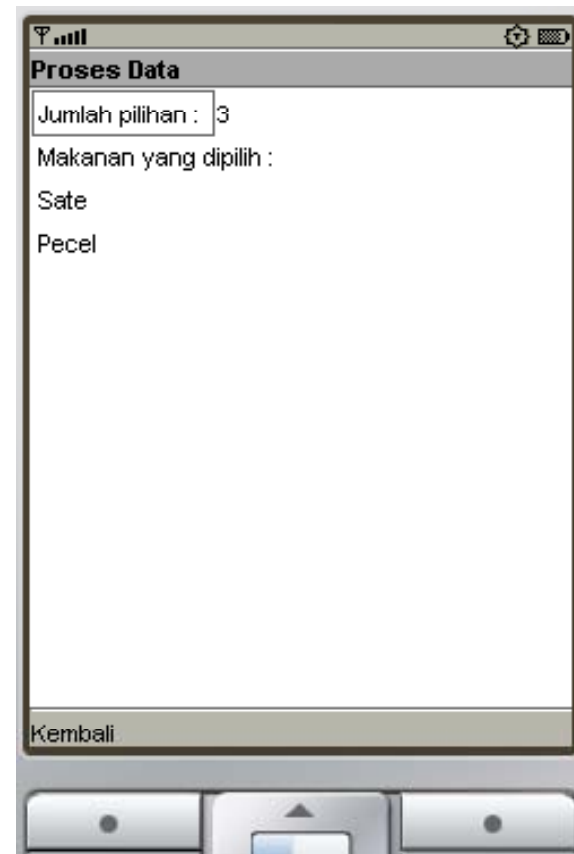 Proses Data
Jumlah pilihan : 3
Makanan yang dipilih :
Sate
Pecel
Kembali